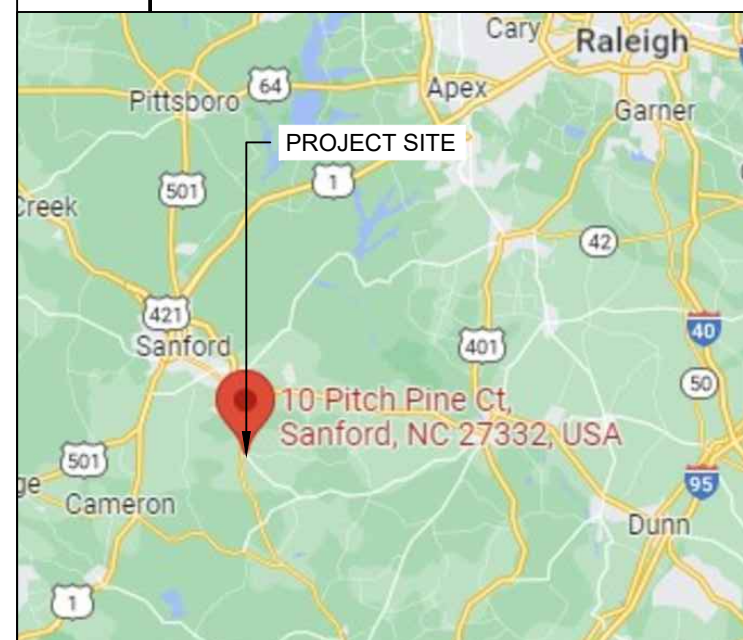 Cary
Raleigh
64
Apex
Pittsboro
Garner
PROJECT SITE
1
501
Creek
42
421
40
Sanford
401
50
10 Pitch Pine Ct,
Sanford, NC 27332, USA
501
95
ge
Cameron
Dunn
1